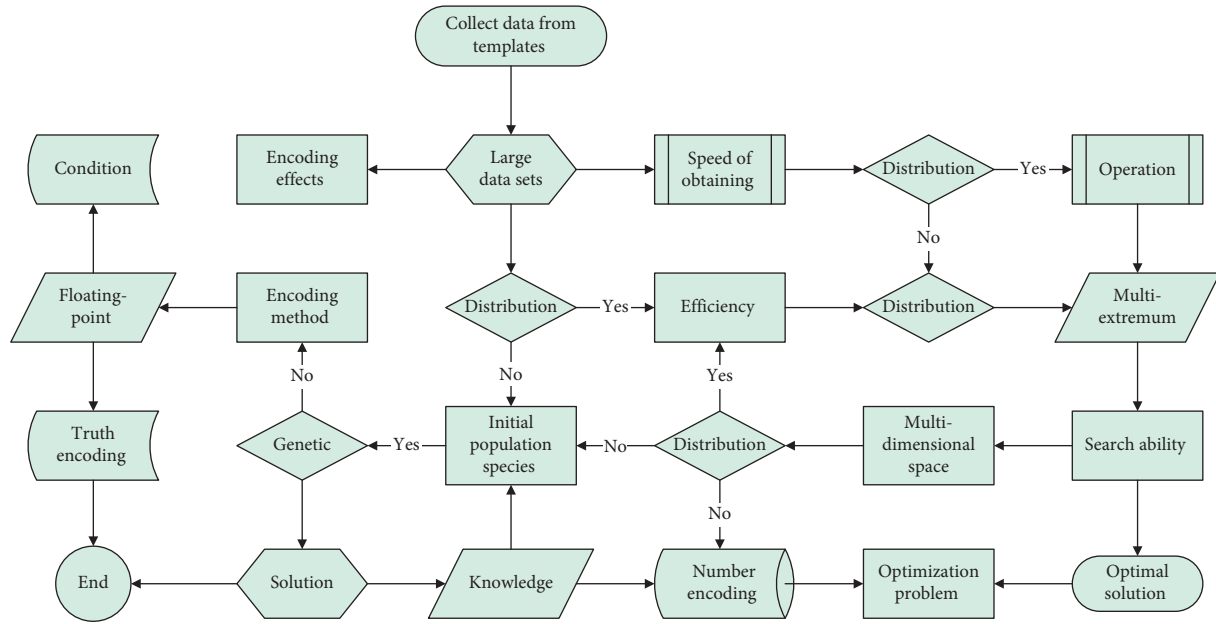 Collect data from
templates
Condition
Encoding
effects
Large
data sets
Speed of
obtaining
Distribution
Yes
Operation
No
Floating-
point
Encoding
method
Distribution
Yes
Efficiency
Distribution
Multi-
extremum
No
No
Yes
Truth
encoding
Genetic
Yes
Initial
population
species
No
Distribution
Multi-
dimensional
space
Search ability
No
End
Solution
Knowledge
Number
encoding
Optimization
problem
Optimal
solution